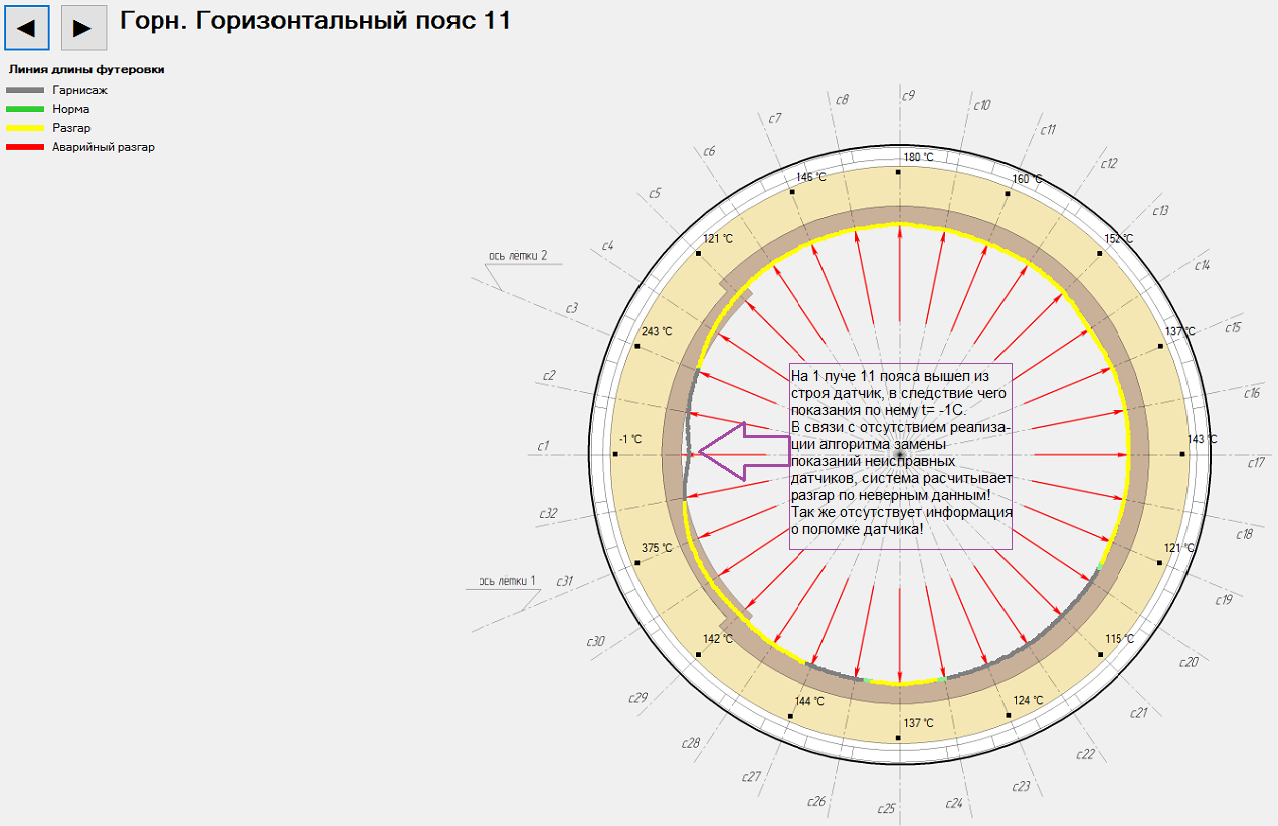 Горн. Горизонтальный пояс 11
Линия длины футеровки
Гарнисаж
Норма
Разгар
Аварийный разгар
c9
c8
c10
c7
c11
c6
c12
c5
c13
c4
c14
c3
c15
c2
c16
c1
c17
c32
c18
c31
c19
c30
c20
c29
c21
c28
c22
c27
c23
c26
c24
c25
ось летки 2
ось летки 1
180 °C
146 °C
160 °C
121 °C
152 °C
243 °C
137 °C
-1 °C
143 °C
375 °C
121 °C
142 °C
115 °C
144 °C
124 °C
137 °C
На 1 луче 11 пояса вышел из
строя датчик, в следствие чего
показания по нему t= -1С.
В связи с отсутствием реализа-
ции алгоритма замены
показаний неисправных
датчиков, система расчитывает
разгар по неверным данным!
Так же отсутствует информация
о поломке датчика!